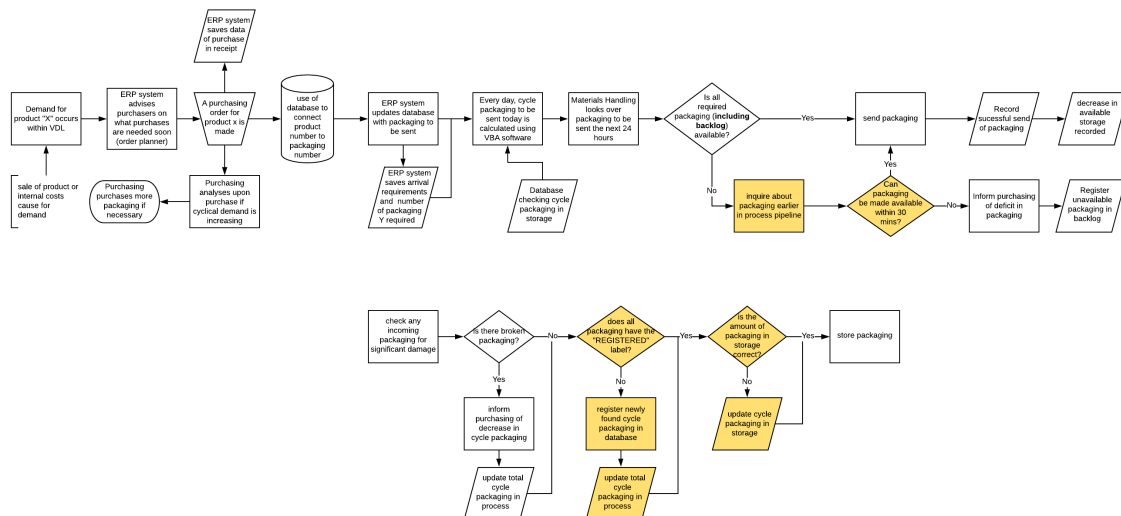 ERP system
saves data
of purchase
in receipt
Demand for
product "X" occurs
within VDL
ERP system
advises
purchasers on
what purchases
are needed soon
(order planner)
A purchasing
order for
product x is
made
use of
database to
connect
product
number to
packaging
number
ERP system
updates database
with packaging to
be sent
Every day, cycle
packaging to be
sent today is
calculated using
VBA software
Materials Handling
looks over
packaging to be
sent the next 24
hours
Is all
required
packaging (including
backlog)
available?
Yes
send packaging
Record
sucessful send
of packaging
decrease in
available
storage
recorded
sale of product or
internal costs
cause for
demand
Purchasing
purchases more
packaging if
necessary
Purchasing
analyses upon
purchase if
cyclical demand is
increasing
ERP system
saves arrival
requirements
and number of
packaging
Y required
Database
checking cycle
packaging in
storage
No
inquire about
packaging earlier
in process pipeline
Yes
Can
packaging
be made available
within 30
mins?
No
Inform purchasing
of deficit in
packaging
Register
unavailable
packaging in
backlog
check any
incoming
packaging for
significant damage
Is there broken
packaging?
No
does all
packaging have the
"REGISTERED"
label?
Yes
is the
amount of
packaging in
storage
correct?
Yes
store packaging
Yes
No
No
inform
purchasing of
decrease in
cycle packaging
register newly
found cycle
packaging in
database
update cycle
packaging in
storage
update total
cycle
packaging in
process
update total
cycle
packaging in
process